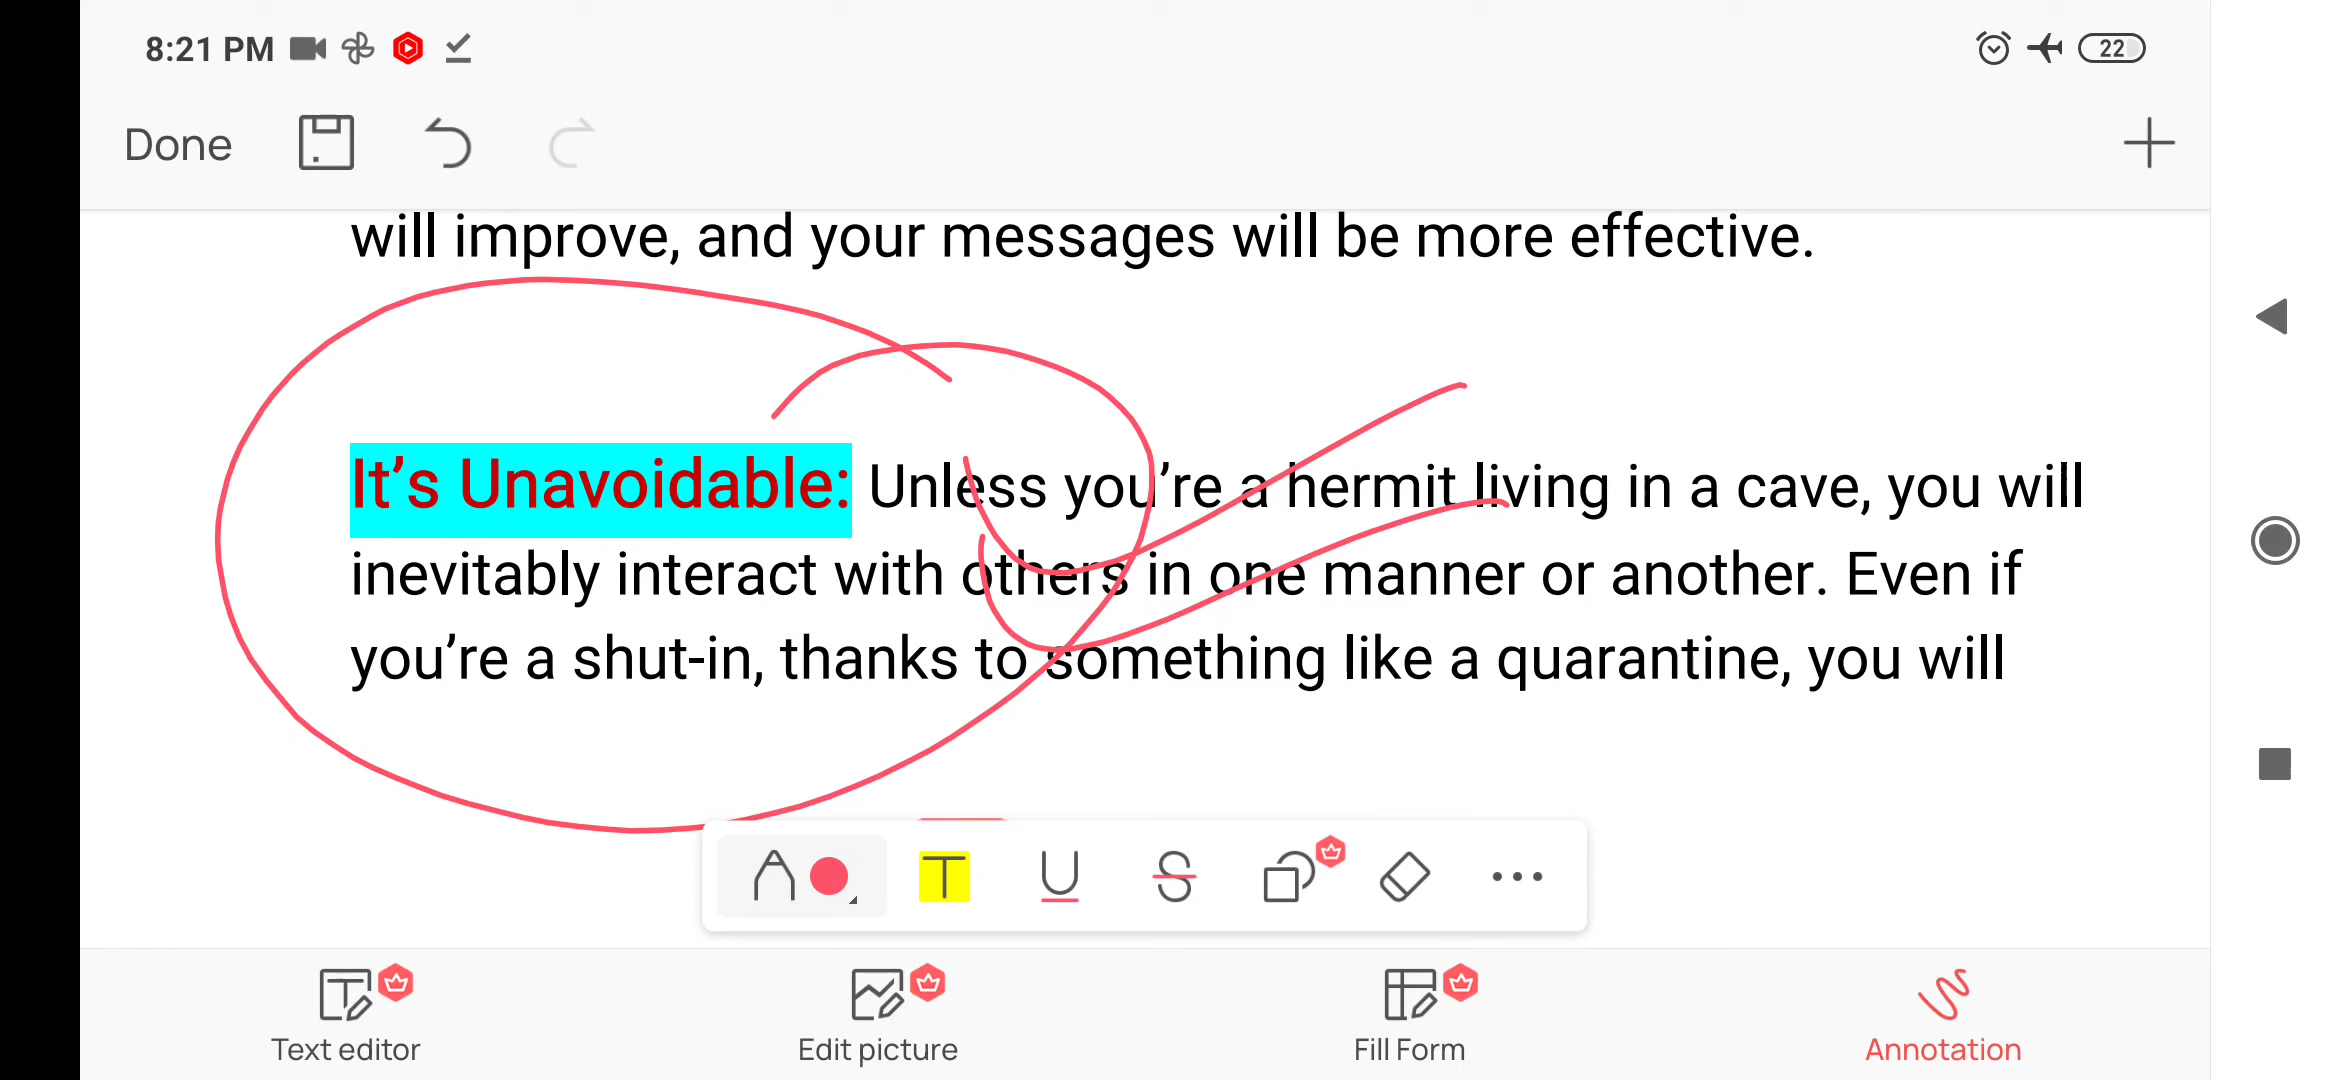 8:21 PM
22
Done
will improve, and your messages will be more effective.
It’s Unavoidable: Unless you’re a hermit living in a cave, you will
inevitably interact with others in one manner or another. Even if
you’re a shut-in, thanks to something like a quarantine, you will
Text editor
Edit picture
Fill Form
Annotation